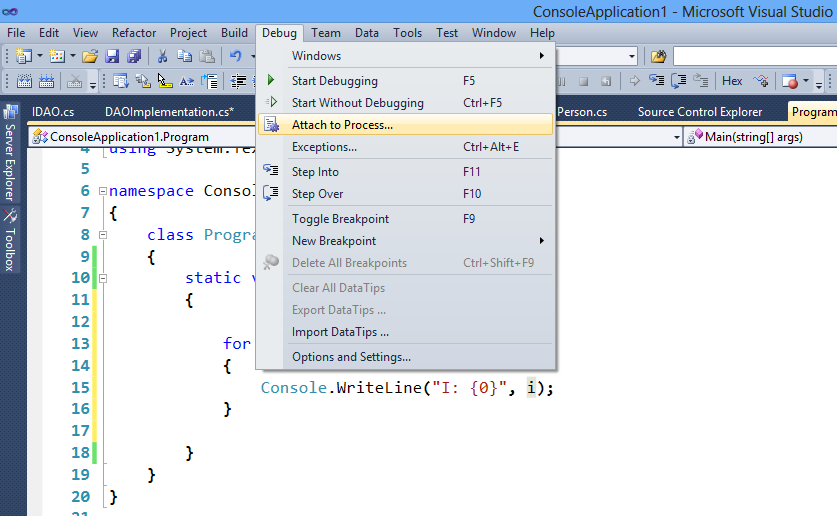 ConsoleApplication1 - Microsoft Visual Studio
File Edit View Refactor Project Build Debug Team Data Tools Test Window Help
Hex
IDAO.cs DAOImplementation.cs* Person.cs Source Control Explorer Program
ConsoleApplication1.Program Main(string[] args)
Server Explorer
Toolbox
Windows
Start Debugging F5
Start Without Debugging Ctrl+F5
Attach to Process...
Exceptions... Ctrl+Alt+E
Step Into F11
Step Over F10
Toggle Breakpoint F9
New Breakpoint
Delete All Breakpoints Ctrl+Shift+F9
Clear All DataTips
Export DataTips ...
Import DataTips ...
Options and Settings...
4 using System.Tex
5
6 namespace Consol
7 {
8 class Progra
9 {
10 static v
11 {
12
13 for
14 {
15 Console.WriteLine("I: {0}", i);
16 }
17
18 }
19 }
20 }